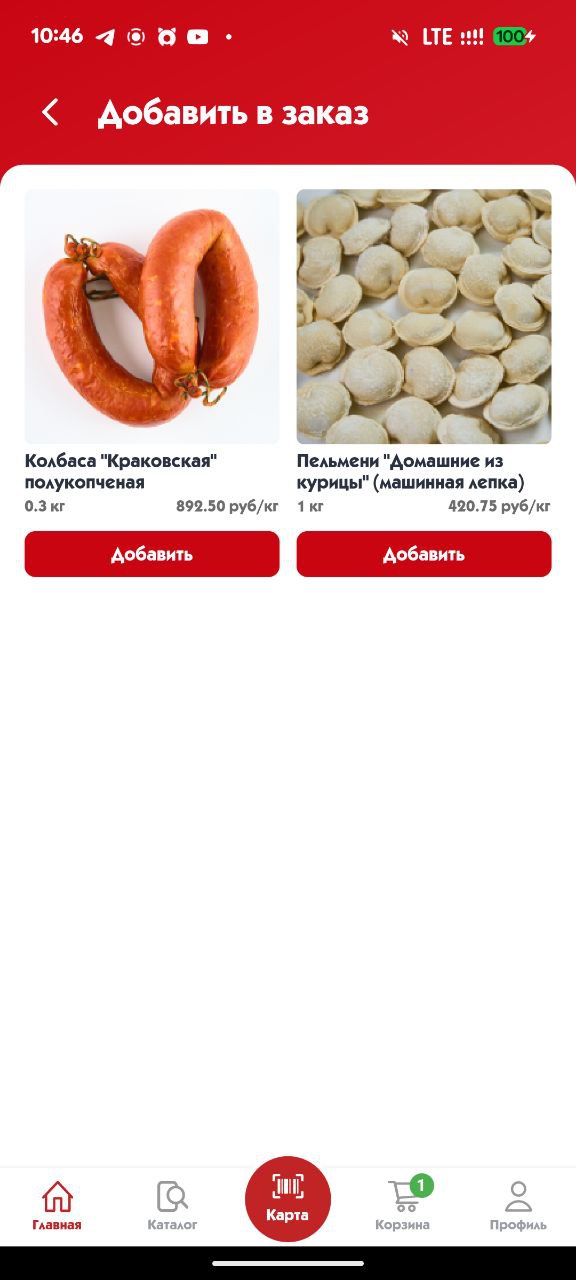 10:46 LTE 100
Добавить в заказ
Колбаса "Краковская"
полукопченая
0.3 кг 892.50 руб/кг
Добавить
Пельмени "Домашние из
курицы" (машинная лепка)
1 кг 420.75 руб/кг
Добавить
Главная
Каталог
Карта
1
Корзина
Профиль